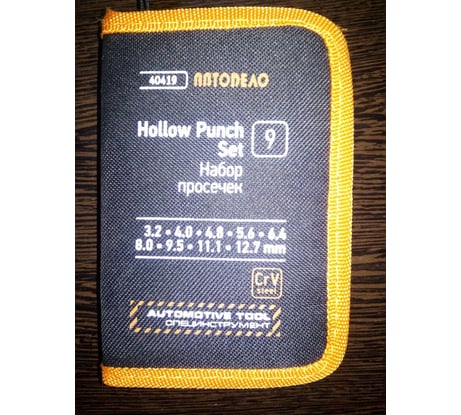 40419 АВТОDЕЛО
Hollow Punch 9
Set
Набор
просечек
3.2 • 4.0 • 4.8 • 5.6 • 6.4
8.0 • 9.5 • 11.1 • 12.7 mm
CrV
steel
AUTOMOTIVE TOOL
СПЕЦИНСТРУМЕНТ